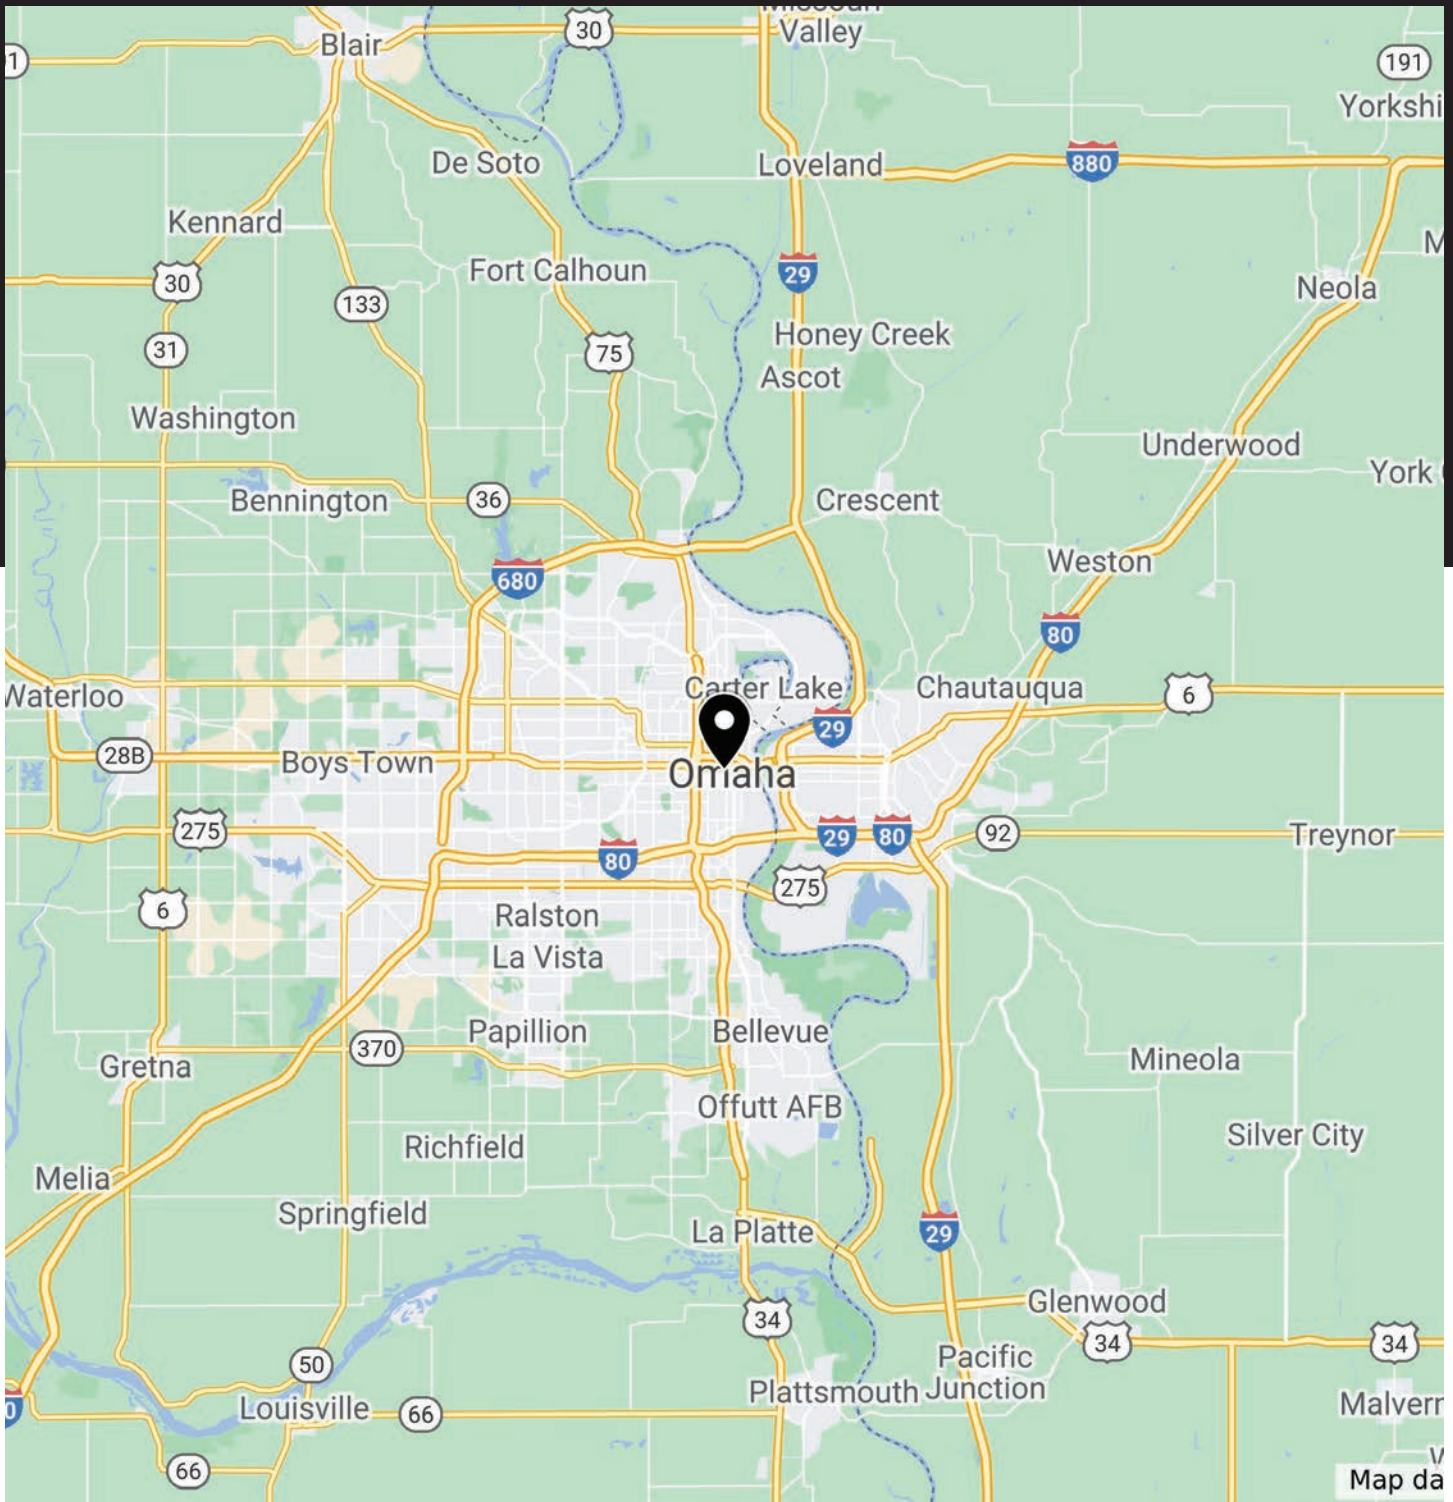 Missouri
Valley
30
Blair
191
Yorkshi
De Soto
Loveland
880
Kennard
30
Fort Calhoun
29
Neola
133
31
75
Honey Creek
Ascot
Washington
Underwood
York
Bennington
36
Crescent
680
Weston
80
Waterloo
Carter Lake
Chautauqua
6
29
28B
Boys Town
Omaha
275
80
29
80
92
Treynor
275
6
Ralston
La Vista
Papillion
Bellevue
370
Gretna
Mineola
Offutt AFB
Richfield
Silver City
Melia
Springfield
La Platte
29
Glenwood
34
34
34
50
Pacific
Junction
Plattsmouth
Louisville
66
Malvern
66
Map da